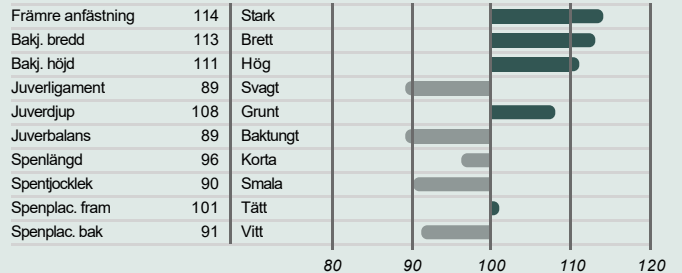 Främre anfästning 114 Stark
Bakj. bredd 113 Brett
Bakj. höjd 111 Hög
Juverligament 89 Svagt
Juverdjup 108 Grunt
Juverbalans 89 Baktungt
Spenlängd 96 Korta
Spentjocklek 90 Smala
Spenplac. fram 101 Tätt
Spenplac. bak 91 Vitt
80 90 100 110 120